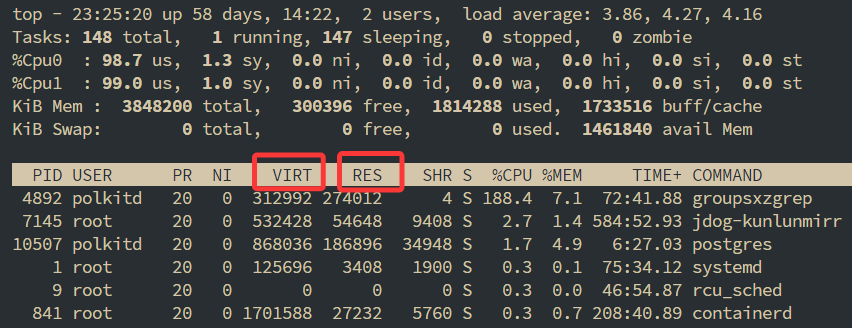 top - 23:25:20 up 58 days, 14:22,  2 users,  load average: 3.86, 4.27, 4.16
Tasks: 148 total,   1 running, 147 sleeping,   0 stopped,   0 zombie
%Cpu0  : 98.7 us,  1.3 sy,  0.0 ni,  0.0 id,  0.0 wa,  0.0 hi,  0.0 si,  0.0 st
%Cpu1  : 99.0 us,  1.0 sy,  0.0 ni,  0.0 id,  0.0 wa,  0.0 hi,  0.0 si,  0.0 st
KiB Mem :  3848200 total,   300396 free,  1814288 used,  1733516 buff/cache
KiB Swap:        0 total,        0 free,        0 used.  1461840 avail Mem
PID USER      PR  NI    VIRT    RES    SHR S  %CPU %MEM     TIME+ COMMAND
4892 polkitd   20   0  312992 274012      4 S 188.4  7.1  72:41.88 groupsxzgrep
7145 root      20   0  532428  54648   9408 S   2.7  1.4 584:52.93 jdog-kunlunmirr
10507 polkitd   20   0  868036 186896  34948 S   1.7  4.9   6:27.03 postgres
1 root      20   0  125696   3408   1900 S   0.3  0.1  75:34.12 systemd
9 root      20   0       0      0      0 S   0.3  0.0  46:54.87 rcu_sched
841 root      20   0 1701588  27232   5760 S   0.3  0.7 208:40.89 containerd